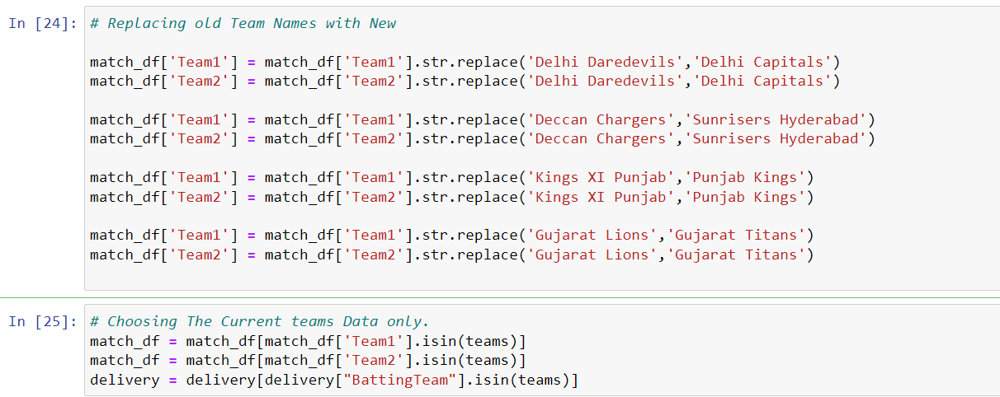 In [24]: # Replacing old Team Names with New
match_df['Team1'] = match_df['Team1'].str.replace('Delhi Daredevils','Delhi Capitals')
match_df['Team2'] = match_df['Team2'].str.replace('Delhi Daredevils','Delhi Capitals')
match_df['Team1'] = match_df['Team1'].str.replace('Deccan Chargers','Sunrisers Hyderabad')
match_df['Team2'] = match_df['Team2'].str.replace('Deccan Chargers','Sunrisers Hyderabad')
match_df['Team1'] = match_df['Team1'].str.replace('Kings XI Punjab','Punjab Kings')
match_df['Team2'] = match_df['Team2'].str.replace('Kings XI Punjab','Punjab Kings')
match_df['Team1'] = match_df['Team1'].str.replace('Gujarat Lions','Gujarat Titans')
match_df['Team2'] = match_df['Team2'].str.replace('Gujarat Lions','Gujarat Titans')
In [25]: # Choosing The Current teams Data only.
match_df = match_df[match_df['Team1'].isin(teams)]
match_df = match_df[match_df['Team2'].isin(teams)]
delivery = delivery[delivery["BattingTeam"].isin(teams)]